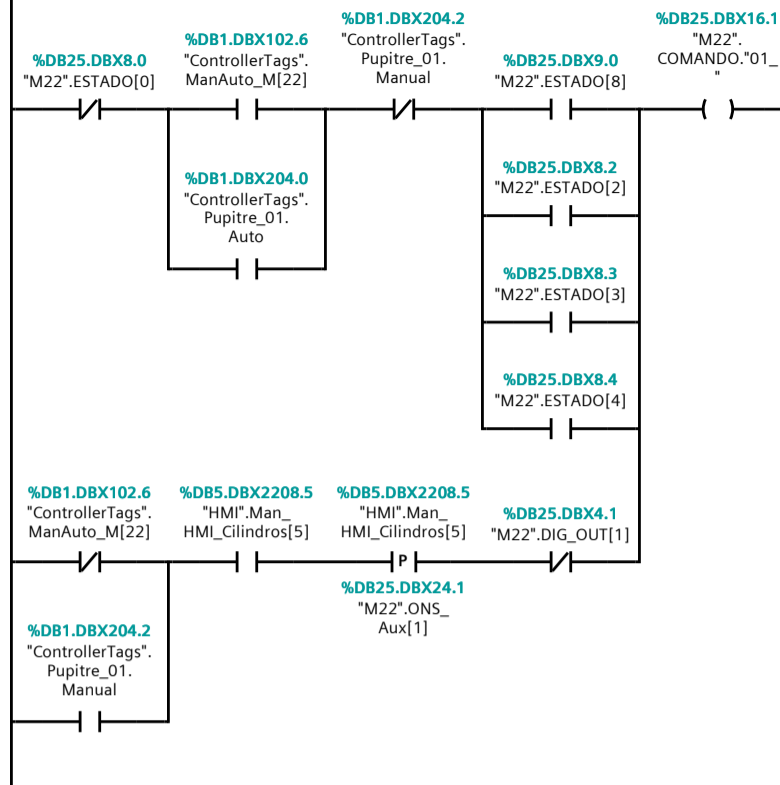 %DB25.DBX8.0
"M22".ESTADO[0]
%DB1.DBX102.6
"ControllerTags".
ManAuto_M[22]
%DB1.DBX204.2
"ControllerTags".
Pupitre_01.
Manual
%DB25.DBX9.0
"M22".ESTADO[8]
%DB25.DBX16.1
"M22".
COMANDO."01_
"
%DB1.DBX204.0
"ControllerTags".
Pupitre_01.
Auto
%DB25.DBX8.2
"M22".ESTADO[2]
%DB25.DBX8.3
"M22".ESTADO[3]
%DB25.DBX8.4
"M22".ESTADO[4]
%DB1.DBX102.6
"ControllerTags".
ManAuto_M[22]
%DB5.DBX2208.5
"HMI".Man_
HMI_Cilindros[5]
%DB5.DBX2208.5
"HMI".Man_
HMI_Cilindros[5]
P
%DB25.DBX24.1
"M22".ONS_
Aux[1]
%DB25.DBX4.1
"M22".DIG_OUT[1]
%DB1.DBX204.2
"ControllerTags".
Pupitre_01.
Manual